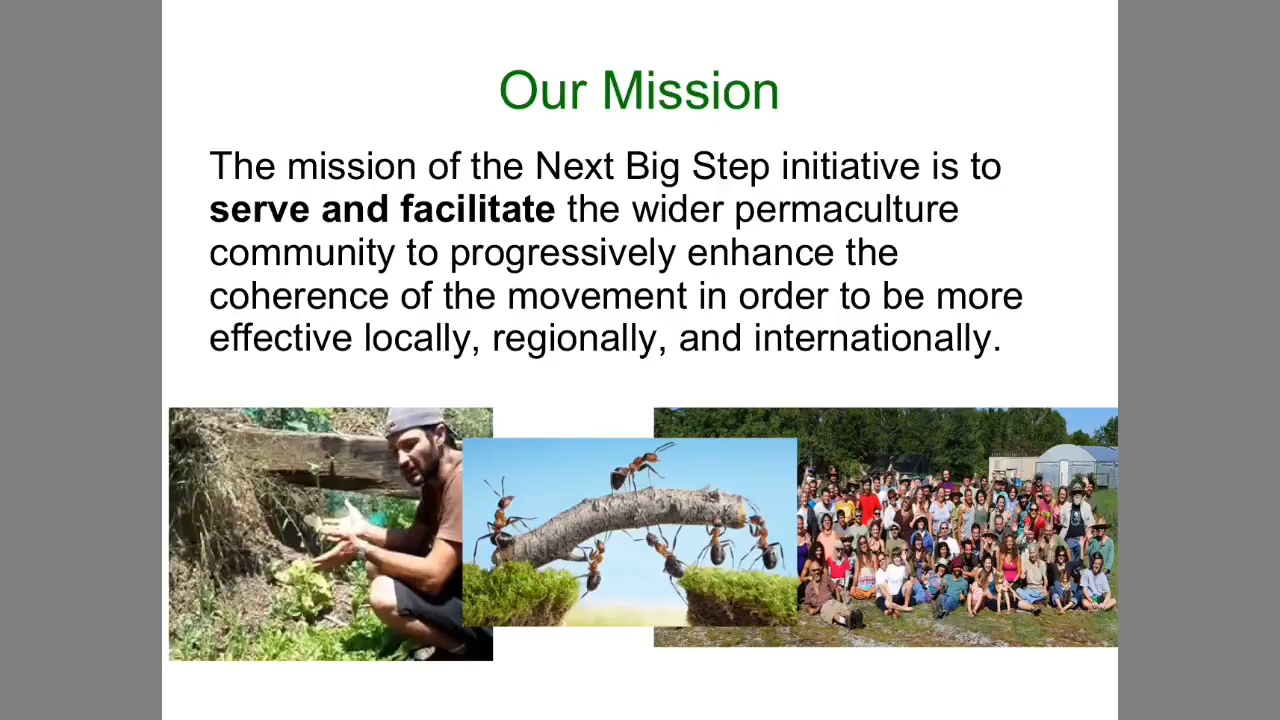 Our Mission
The mission of the Next Big Step initiative is to
serve and facilitate the wider permaculture
community to progressively enhance the
coherence of the movement in order to be more
effective locally, regionally, and internationally.